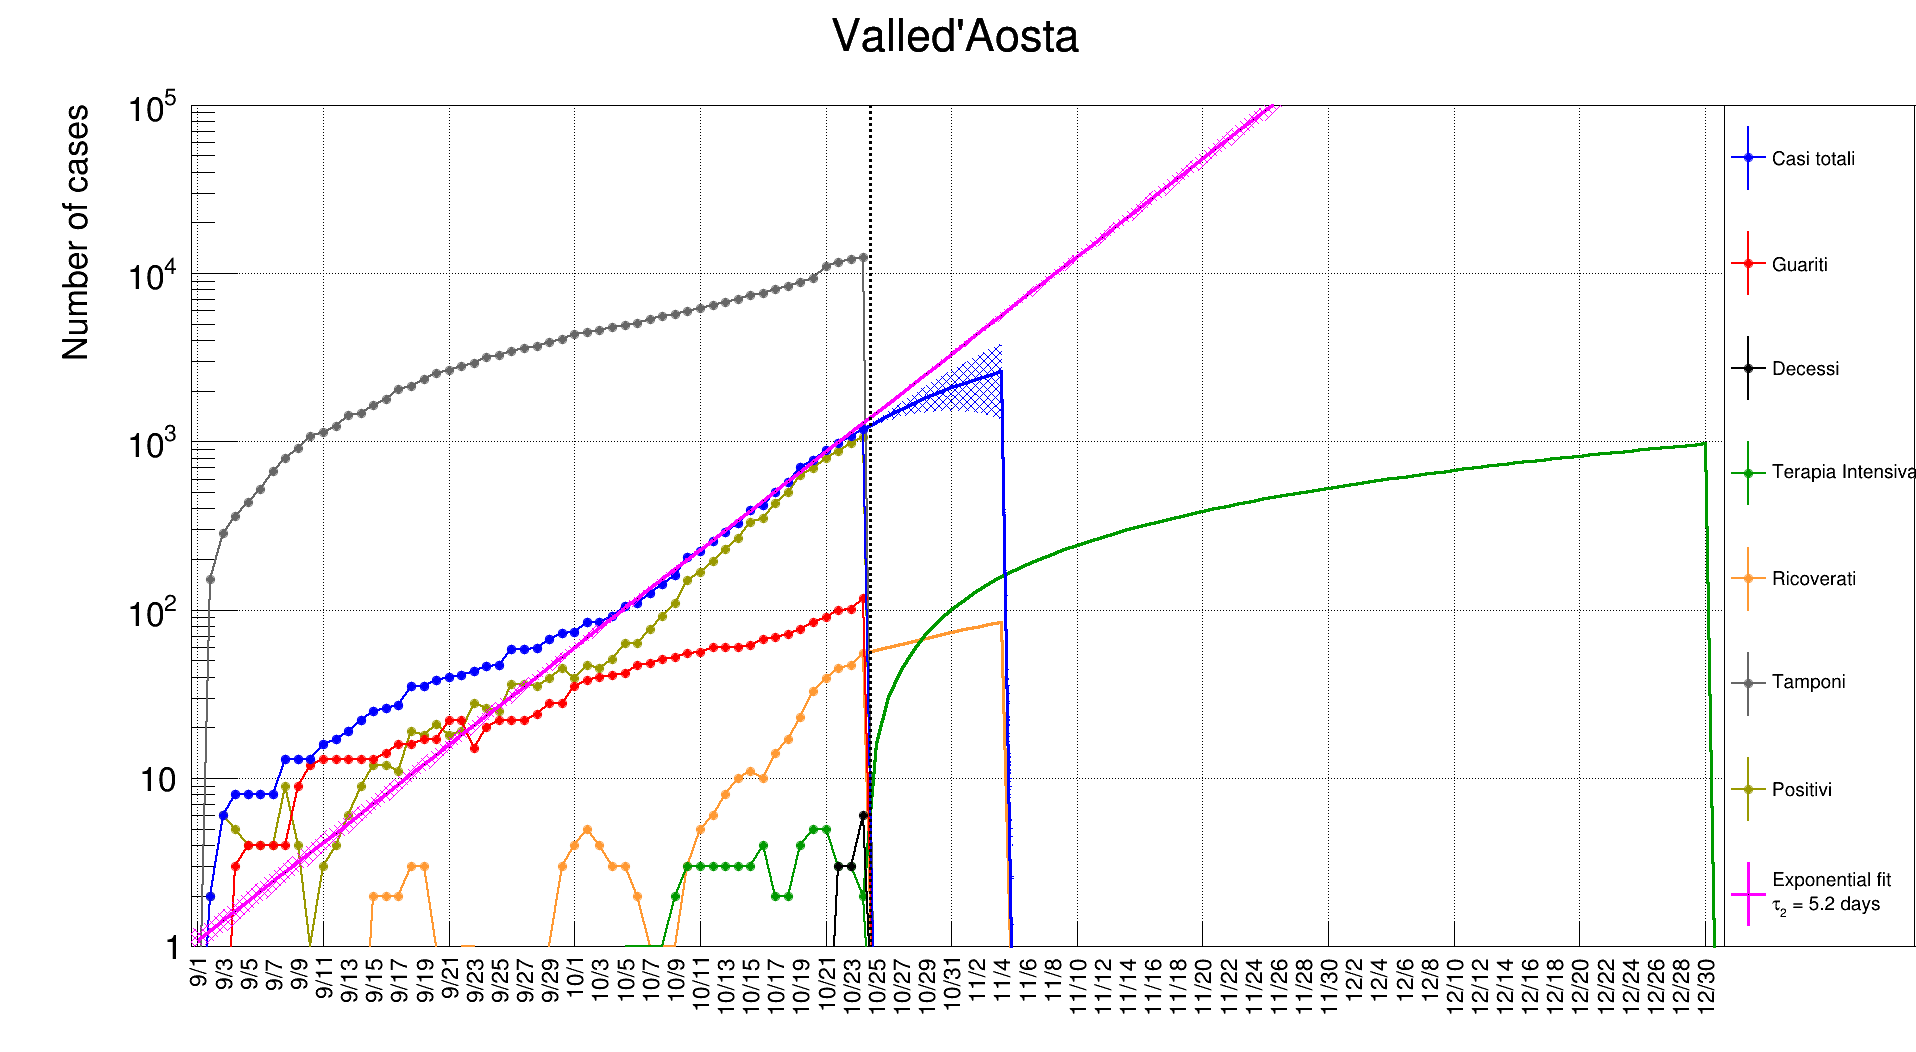 Valled'Aosta
Number of cases
10^5
10^4
10^3
10^2
10
1
9/1 9/3 9/5 9/7 9/9 9/11 9/13 9/15 9/17 9/19 9/21 9/23 9/25 9/27 9/29 10/1 10/3 10/5 10/7 10/9 10/11 10/13 10/15 10/17 10/19 10/21 10/23 10/25 10/27 10/29 10/31 11/2 11/4 11/6 11/8 11/10 11/12 11/14 11/16 11/18 11/20 11/22 11/24 11/26 11/28 11/30 12/2 12/4 12/6 12/8 12/10 12/12 12/14 12/16 12/18 12/20 12/22 12/24 12/26 12/28 12/30
Casi totali
Guariti
Decessi
Terapia Intensiva
Ricoverati
Tamponi
Positivi
Exponential fit
τ₂ = 5.2 days